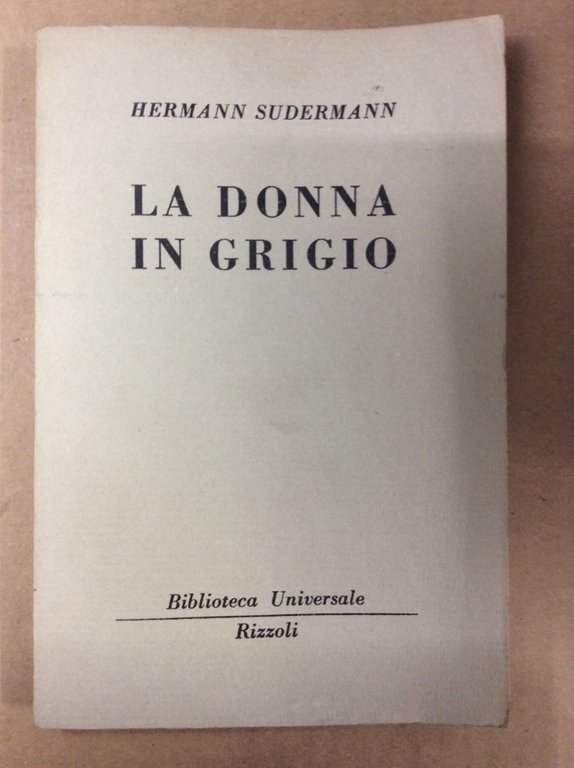 HERMANN SUDERMANN
LA DONNA
IN GRIGIO
Biblioteca Universale
Rizzoli